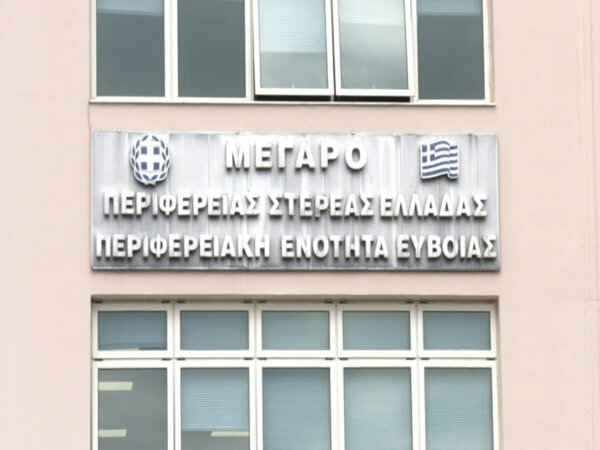 ΜΕΓΑΡΟ
ΠΕΡΙΦΕΡΕΙΑΣ ΣΤΕΡΕΑΣ ΕΛΛΑΔΑΣ
ΠΕΡΙΦΕΡΕΙΑΚΗ ΕΝΟΤΗΤΑ ΕΥΒΟΙΑΣ